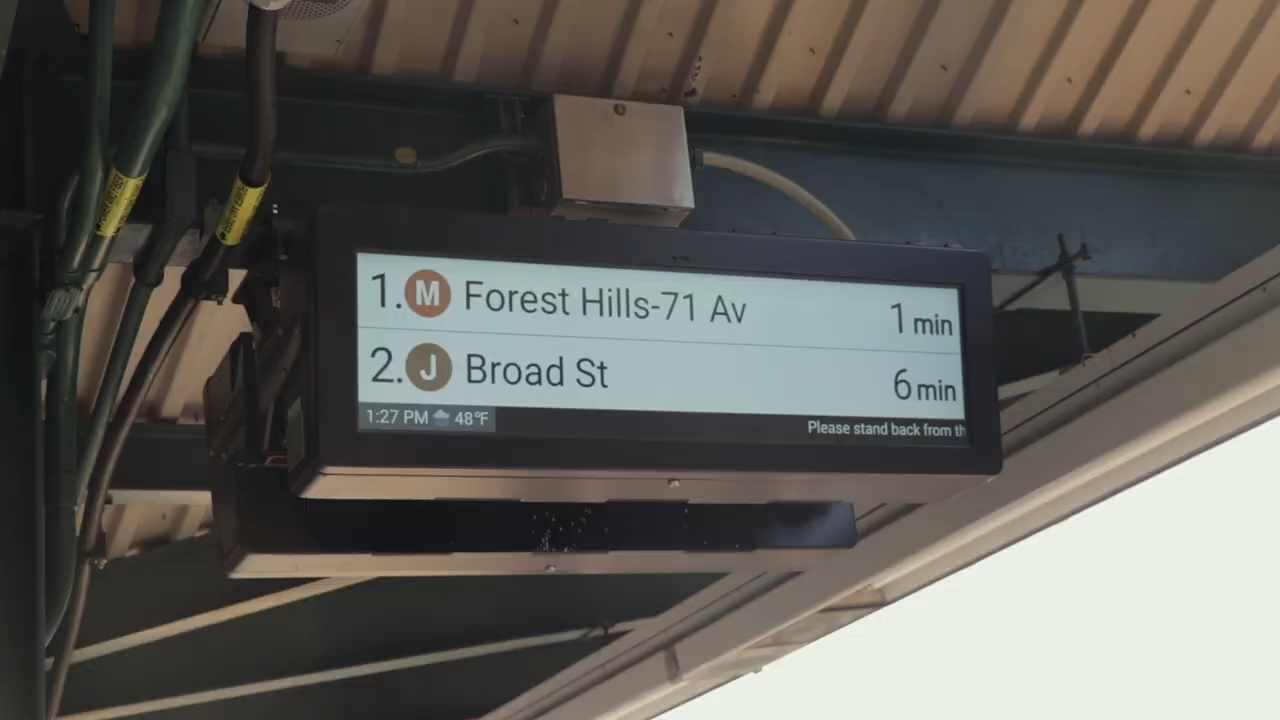 1. M Forest Hills-71 Av 1 min
2. J Broad St 6 min
1:27 PM 48°F Please stand back from th